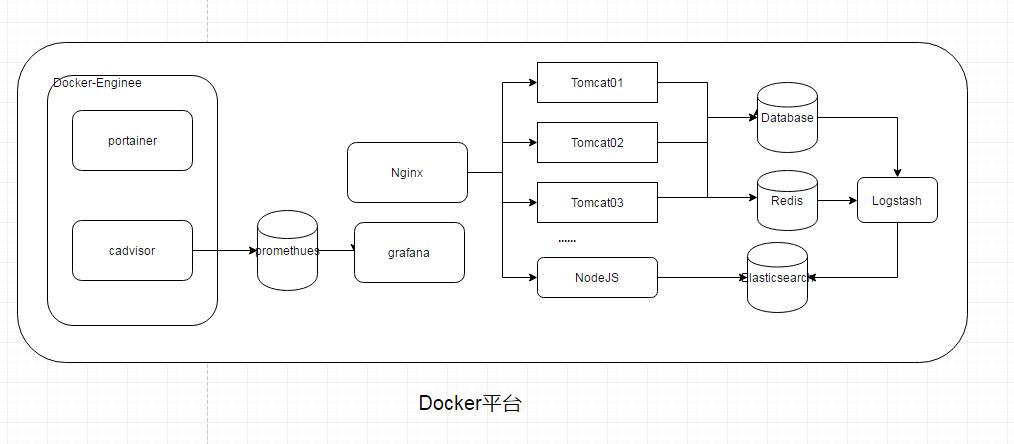 Docker-Enginee
portainer
cadvisor
promethues
Nginx
grafana
Tomcat01
Tomcat02
Tomcat03
......
NodeJS
Database
Redis
Elasticsearch
Logstash
Docker平台